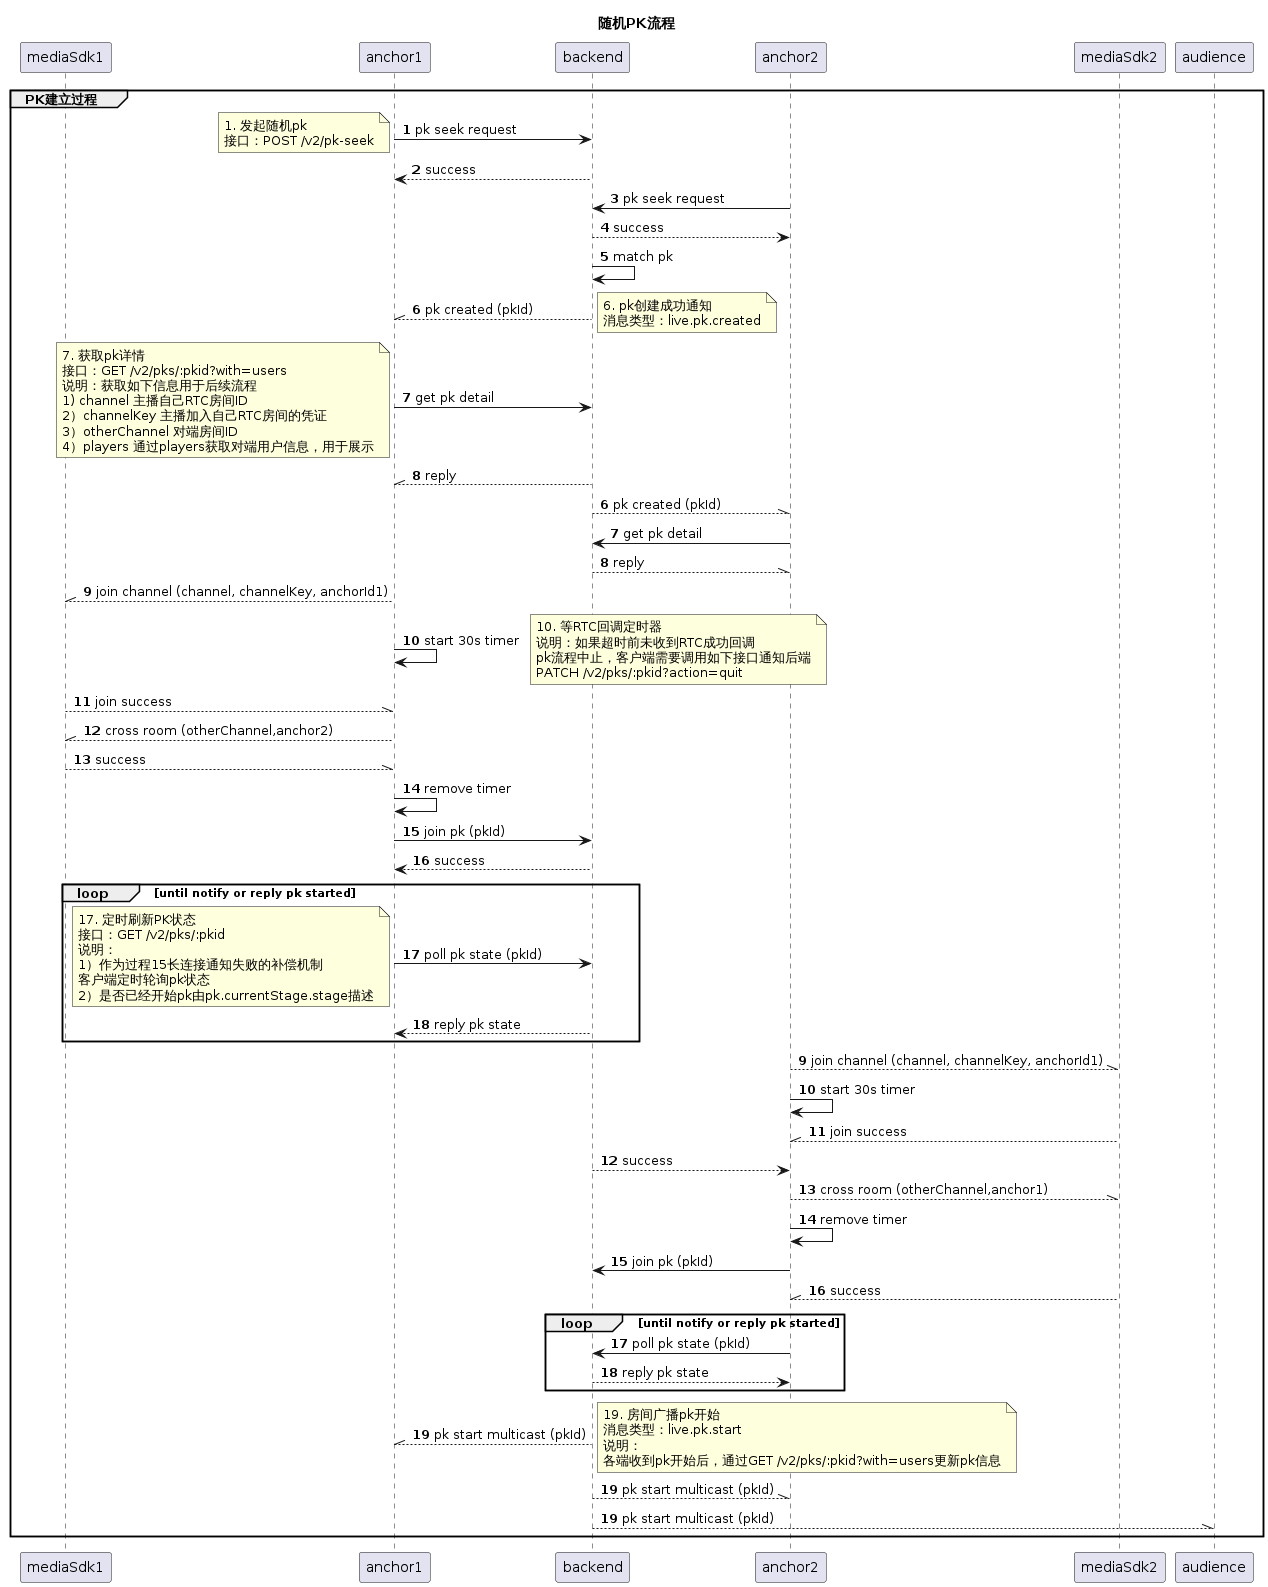 随机PK流程
mediaSdk1
anchor1
backend
anchor2
mediaSdk2
audience
PK建立过程
1. 发起随机pk
接口：POST /v2/pk-seek
1 pk seek request
2 success
3 pk seek request
4 success
5 match pk
6 pk created (pkId)
6. pk创建成功通知
消息类型：live.pk.created
7. 获取pk详情
接口：GET /v2/pks/:pkid?with=users
说明：获取如下信息用于后续流程
1) channel 主播自己RTC房间ID
2）channelKey 主播加入自己RTC房间的凭证
3）otherChannel 对端房间ID
4）players 通过players获取对端用户信息，用于展示
7 get pk detail
8 reply
6 pk created (pkId)
7 get pk detail
8 reply
9 join channel (channel, channelKey, anchorId1)
10 start 30s timer
10. 等RTC回调定时器
说明：如果超时前未收到RTC成功回调
pk流程中止，客户端需要调用如下接口通知后端
PATCH /v2/pks/:pkid?action=quit
11 join success
12 cross room (otherChannel,anchor2)
13 success
14 remove timer
15 join pk (pkId)
16 success
loop [until notify or reply pk started]
17. 定时刷新PK状态
接口：GET /v2/pks/:pkid
说明：
1）作为过程15长连接通知失败的补偿机制
客户端定时轮询pk状态
2）是否已经开始pk由pk.currentStage.stage描述
17 poll pk state (pkId)
18 reply pk state
9 join channel (channel, channelKey, anchorId1)
10 start 30s timer
11 join success
12 success
13 cross room (otherChannel,anchor1)
14 remove timer
15 join pk (pkId)
16 success
loop [until notify or reply pk started]
17 poll pk state (pkId)
18 reply pk state
19 pk start multicast (pkId)
19. 房间广播pk开始
消息类型：live.pk.start
说明：
各端收到pk开始后，通过GET /v2/pks/:pkid?with=users更新pk信息
19 pk start multicast (pkId)
19 pk start multicast (pkId)
mediaSdk1
anchor1
backend
anchor2
mediaSdk2
audience